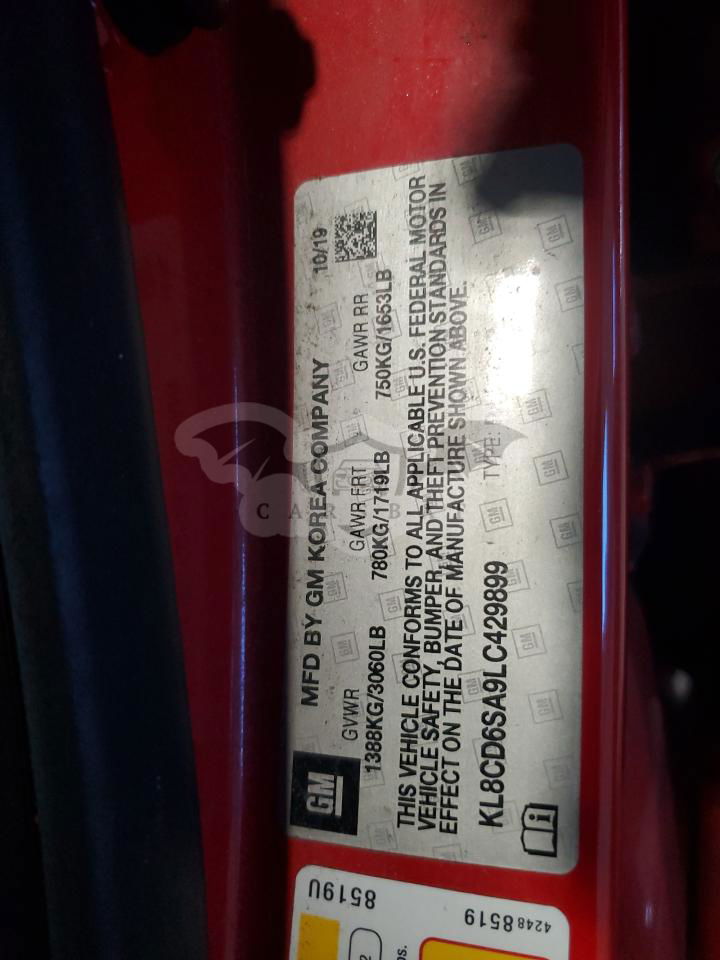 GM
MFD BY GM KOREA COMPANY 10/19
GVWR GAWR FRT GAWR RR
1388KG/3060LB 780KG/1719LB 750KG/1653LB
THIS VEHICLE CONFORMS TO ALL APPLICABLE U.S. FEDERAL MOTOR
VEHICLE SAFETY, BUMPER, AND THEFT PREVENTION STANDARDS IN
EFFECT ON THE DATE OF MANUFACTURE SHOWN ABOVE.
KL8CD6SA9LC429899 TYPE:
8519U
4248 8519